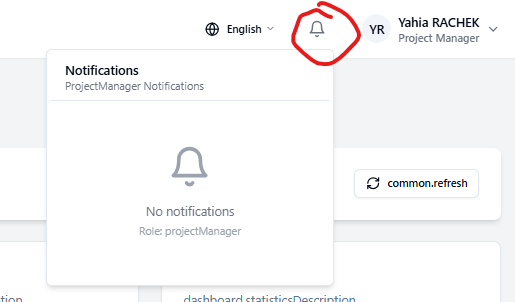 English
YR
Yahia RACHEK
Project Manager
Notifications
ProjectManager Notifications
No notifications
Role: projectManager
common.refresh
dashboard.statisticsDescription